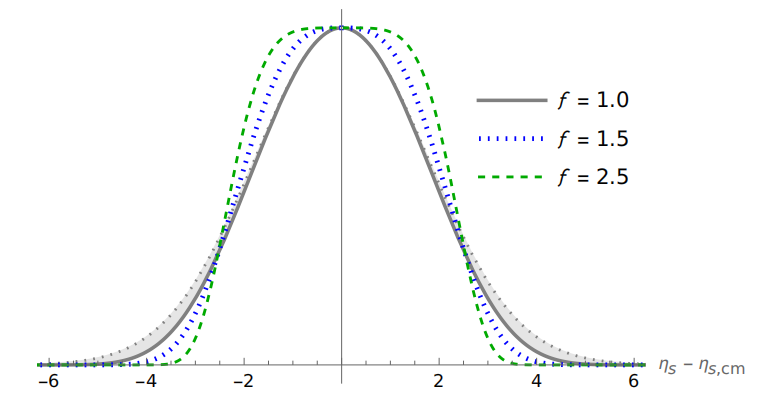 f = 1.0
f = 1.5
f = 2.5
ηs – ηs,cm
−6 −4 −2 2 4 6